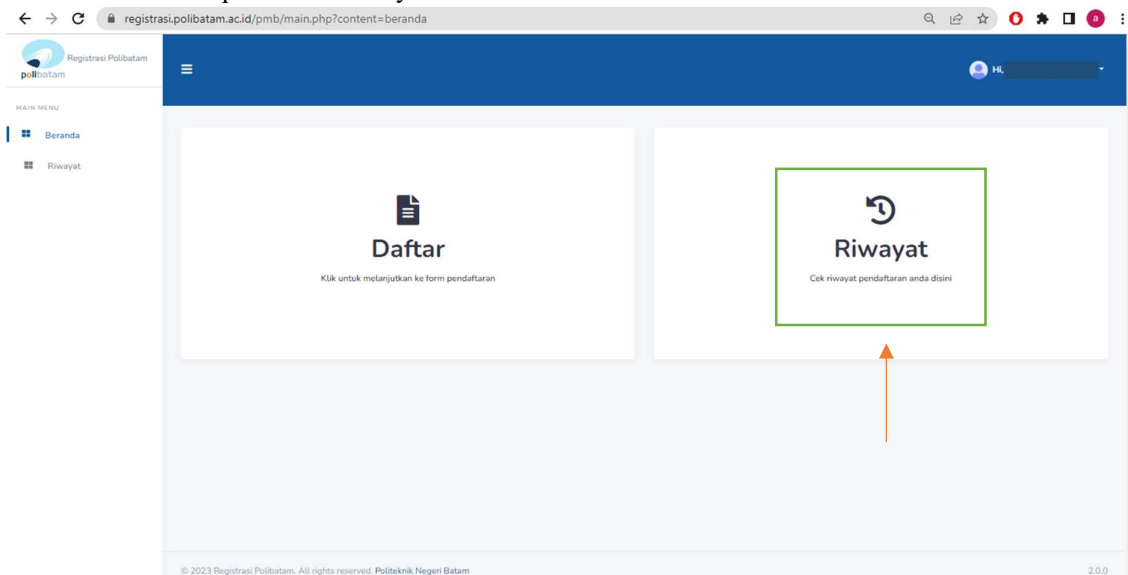 registrasi.polibatam.ac.id/pmb/main.php?content=beranda
a
Registrasi Polibatam
polibatam
Hi,
MAIN MENU
Beranda
Riwayat
Daftar
Klik untuk melanjutkan ke form pendaftaran
Riwayat
Cek riwayat pendaftaran anda disini
© 2023 Registrasi Polibatam. All rights reserved. Politeknik Negeri Batam
2.0.0